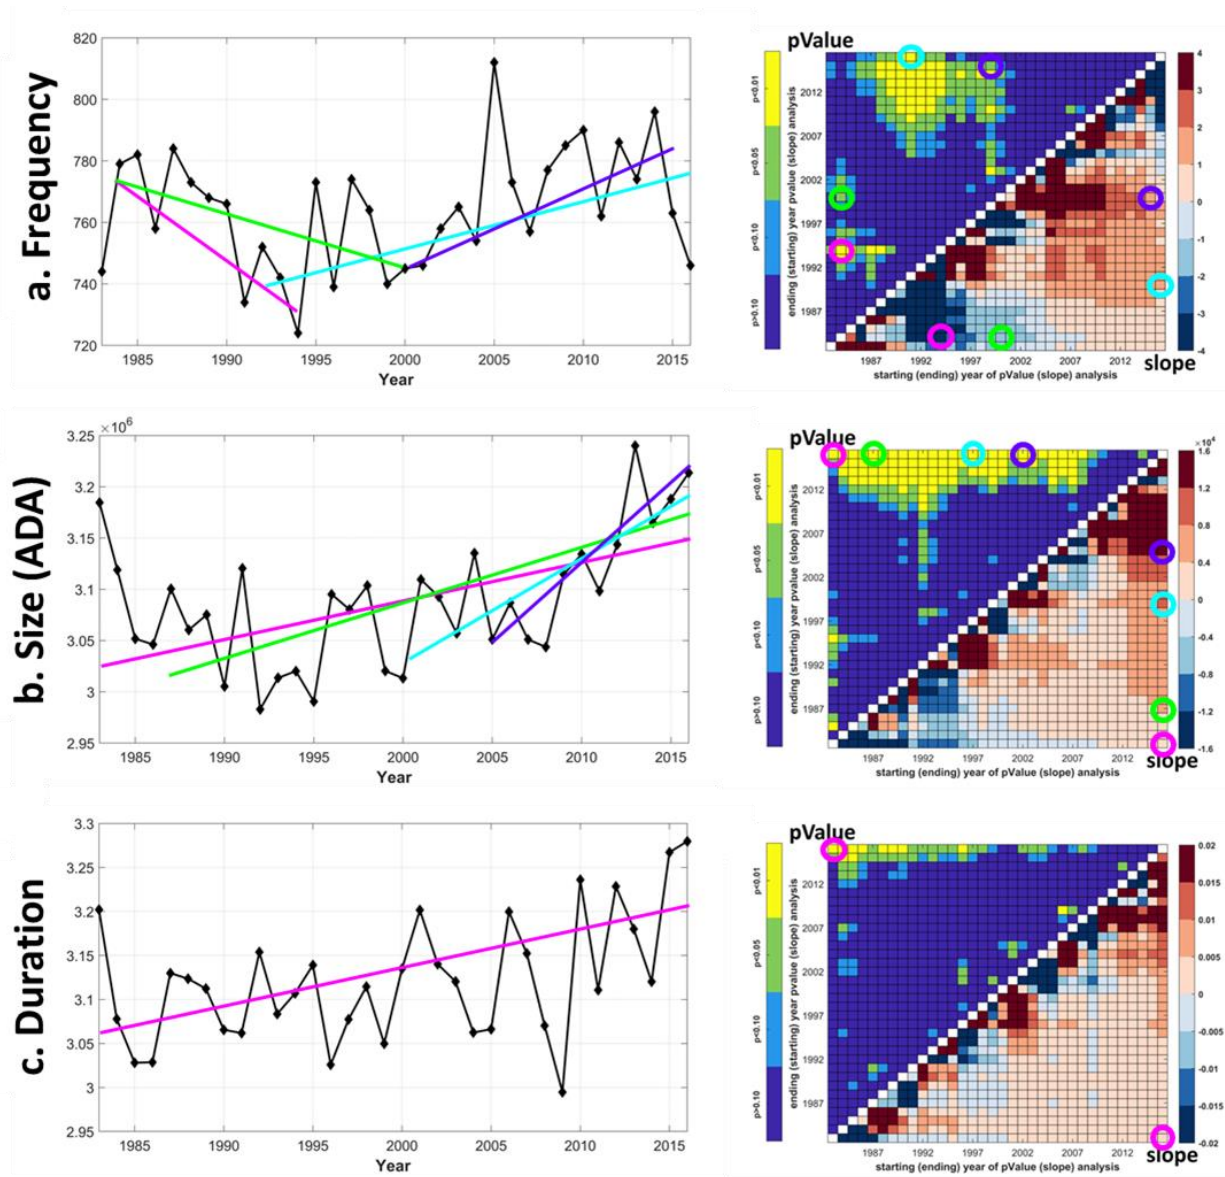 a. Frequency
820
800
780
760
740
720
1985 1990 1995 2000 2005 2010 2015
Year
pValue
p<0.01
p<0.05
p<0.10
p>0.10
ending (starting) year pvalue (slope) analysis
2012
2007
2002
1997
1992
1987
1987 1992 1997 2002 2007 2012
starting (ending) year of pValue (slope) analysis
4
3
2
1
0
-1
-2
-3
-4
slope
b. Size (ADA)
×10⁶
3.25
3.2
3.15
3.1
3.05
3
2.95
1985 1990 1995 2000 2005 2010 2015
Year
pValue
p<0.01
p<0.05
p<0.10
p>0.10
ending (starting) year pvalue (slope) analysis
2012
2007
2002
1997
1992
1987
1987 1992 1997 2002 2007 2012
starting (ending) year of pValue (slope) analysis
×10⁴
1.6
1.2
0.8
0.4
0
-0.4
-0.8
-1.2
-1.6
slope
c. Duration
3.3
3.25
3.2
3.15
3.1
3.05
3
2.95
1985 1990 1995 2000 2005 2010 2015
Year
pValue
p<0.01
p<0.05
p<0.10
p>0.10
ending (starting) year pvalue (slope) analysis
2012
2007
2002
1997
1992
1987
1987 1992 1997 2002 2007 2012
starting (ending) year of pValue (slope) analysis
0.02
0.015
0.01
0.005
0
-0.005
-0.01
-0.015
-0.02
slope